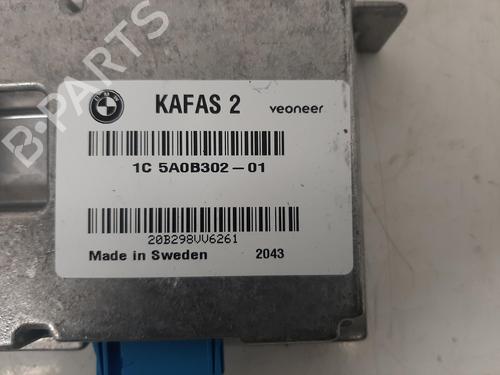 B-PARTS
KAFAS 2 veoneer
1C 5A0B302-01
20B298VV6261
Made in Sweden 2043